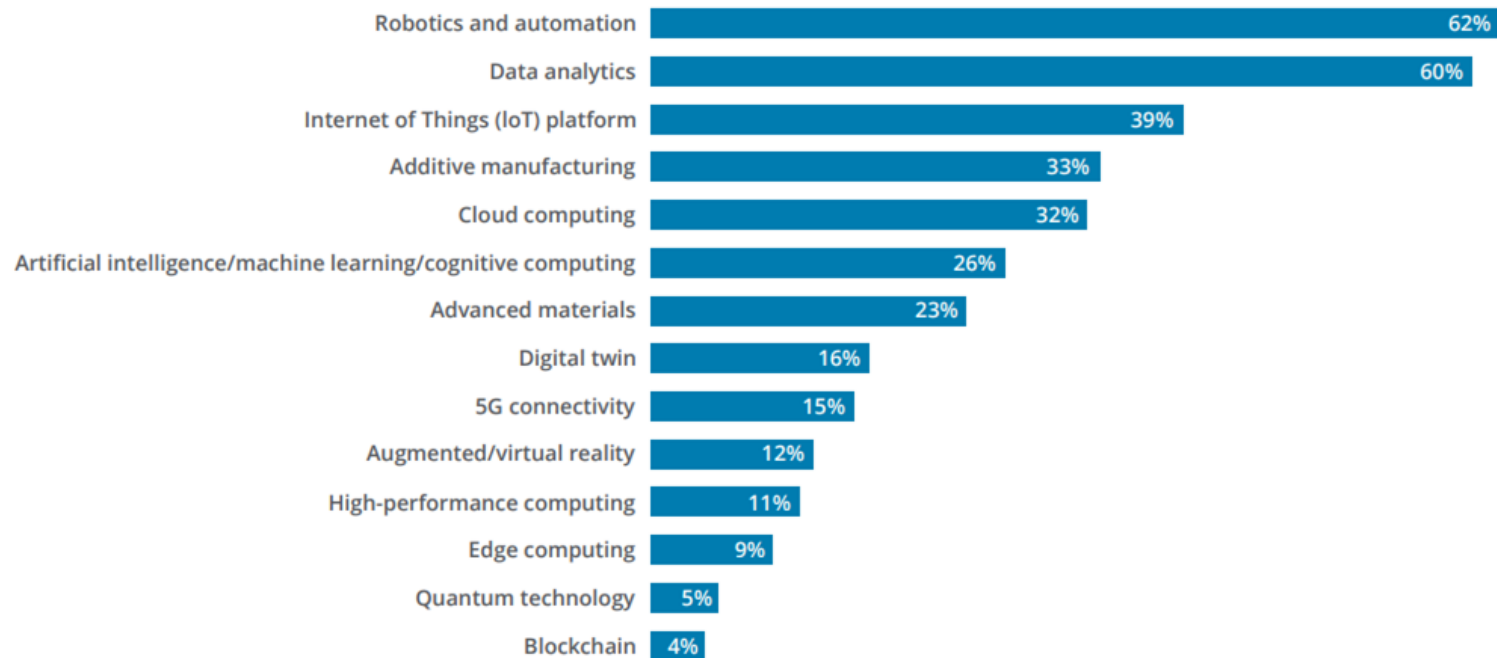 Robotics and automation 62%
Data analytics 60%
Internet of Things (IoT) platform 39%
Additive manufacturing 33%
Cloud computing 32%
Artificial intelligence/machine learning/cognitive computing 26%
Advanced materials 23%
Digital twin 16%
5G connectivity 15%
Augmented/virtual reality 12%
High-performance computing 11%
Edge computing 9%
Quantum technology 5%
Blockchain 4%